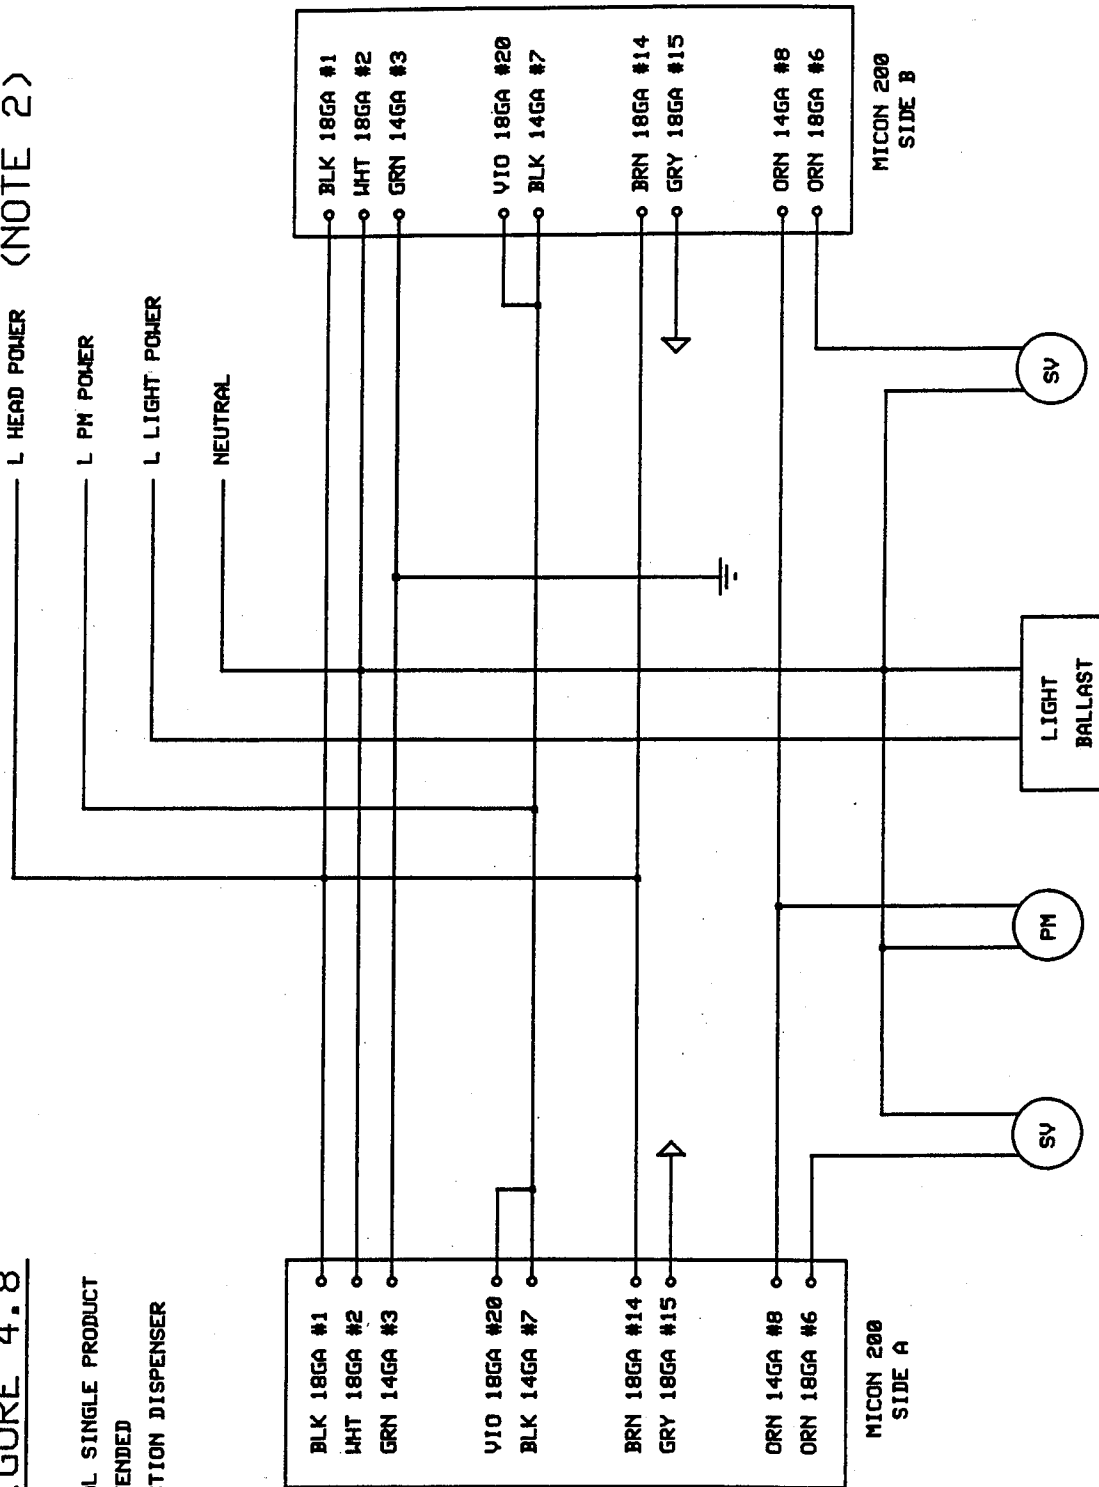 L HEAD POWER (NOTE 2)
L PM POWER
L LIGHT POWER
NEUTRAL
GURE 4.8
L SINGLE PRODUCT
TENDED
TION DISPENSER
BLK 18GA #1
WHT 18GA #2
GRN 14GA #3
VIO 18GA #20
BLK 14GA #7
BRN 18GA #14
GRY 18GA #15
ORN 14GA #8
ORN 18GA #6
MICON 200
SIDE A
BLK 18GA #1
WHT 18GA #2
GRN 14GA #3
VIO 18GA #20
BLK 14GA #7
BRN 18GA #14
GRY 18GA #15
ORN 14GA #8
ORN 18GA #6
MICON 200
SIDE B
SV
PM
LIGHT
BALLAST
SV